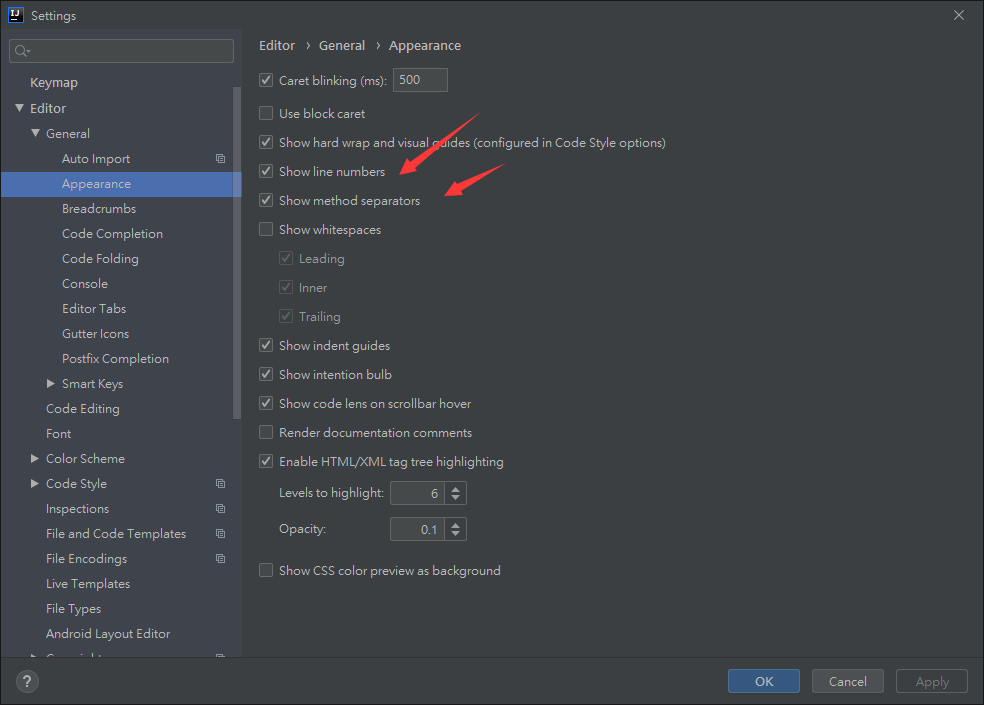 IJ
Settings
Keymap
Editor
General
Auto Import
Appearance
Breadcrumbs
Code Completion
Code Folding
Console
Editor Tabs
Gutter Icons
Postfix Completion
Smart Keys
Code Editing
Font
Color Scheme
Code Style
Inspections
File and Code Templates
File Encodings
Live Templates
File Types
Android Layout Editor
Editor › General › Appearance
Caret blinking (ms): 500
Use block caret
Show hard wrap and visual guides (configured in Code Style options)
Show line numbers
Show method separators
Show whitespaces
Leading
Inner
Trailing
Show indent guides
Show intention bulb
Show code lens on scrollbar hover
Render documentation comments
Enable HTML/XML tag tree highlighting
Levels to highlight: 6
Opacity: 0.1
Show CSS color preview as background
?
OK
Cancel
Apply